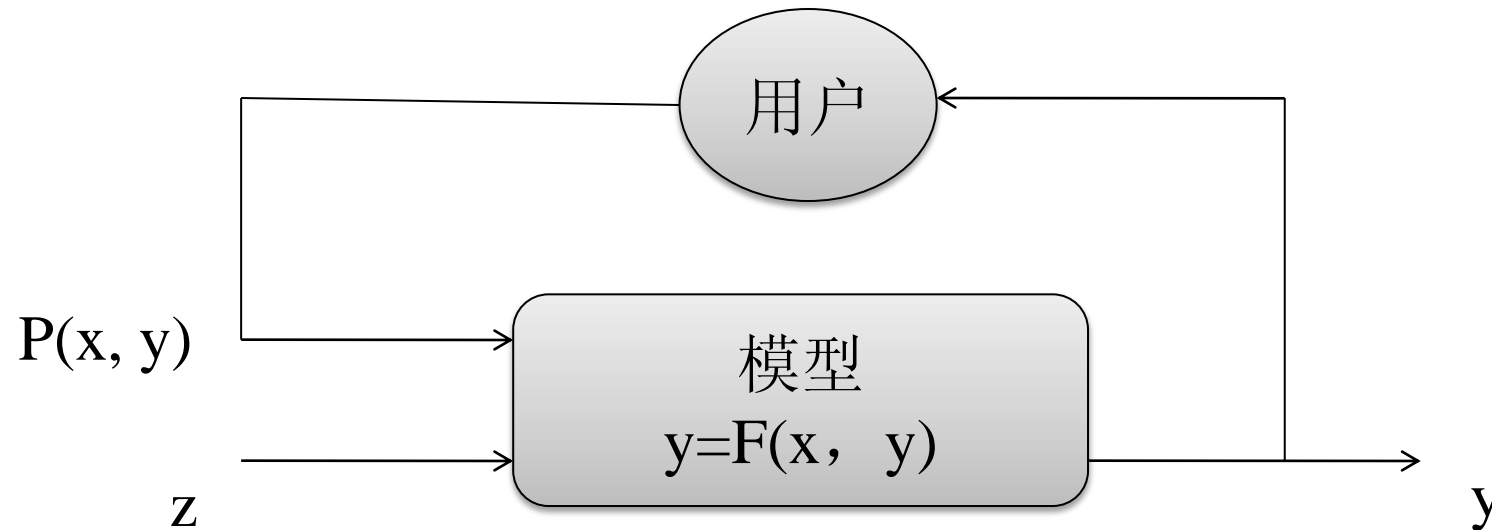 用户
P(x, y)
模型
y=F(x，y)
z
y